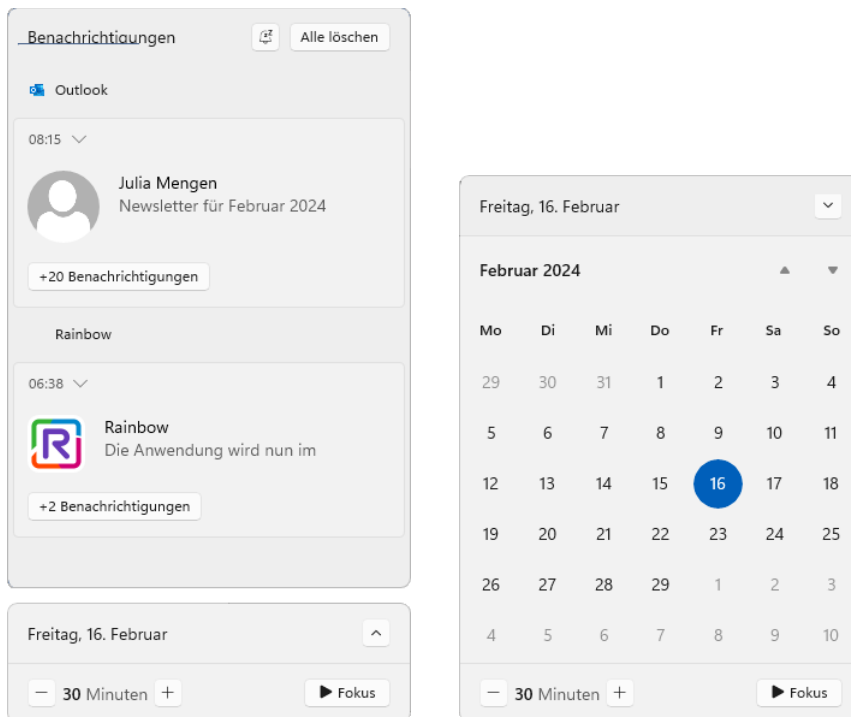 Benachrichtigungen
Alle löschen
Outlook
08:15
Julia Mengen
Newsletter für Februar 2024
+20 Benachrichtigungen
Rainbow
06:38
R
Rainbow
Die Anwendung wird nun im
+2 Benachrichtigungen
Freitag, 16. Februar
30 Minuten
Fokus
Freitag, 16. Februar
Februar 2024
Mo Di Mi Do Fr Sa So
29 30 31 1 2 3 4
5 6 7 8 9 10 11
12 13 14 15 16 17 18
19 20 21 22 23 24 25
26 27 28 29 1 2 3
4 5 6 7 8 9 10
30 Minuten
Fokus